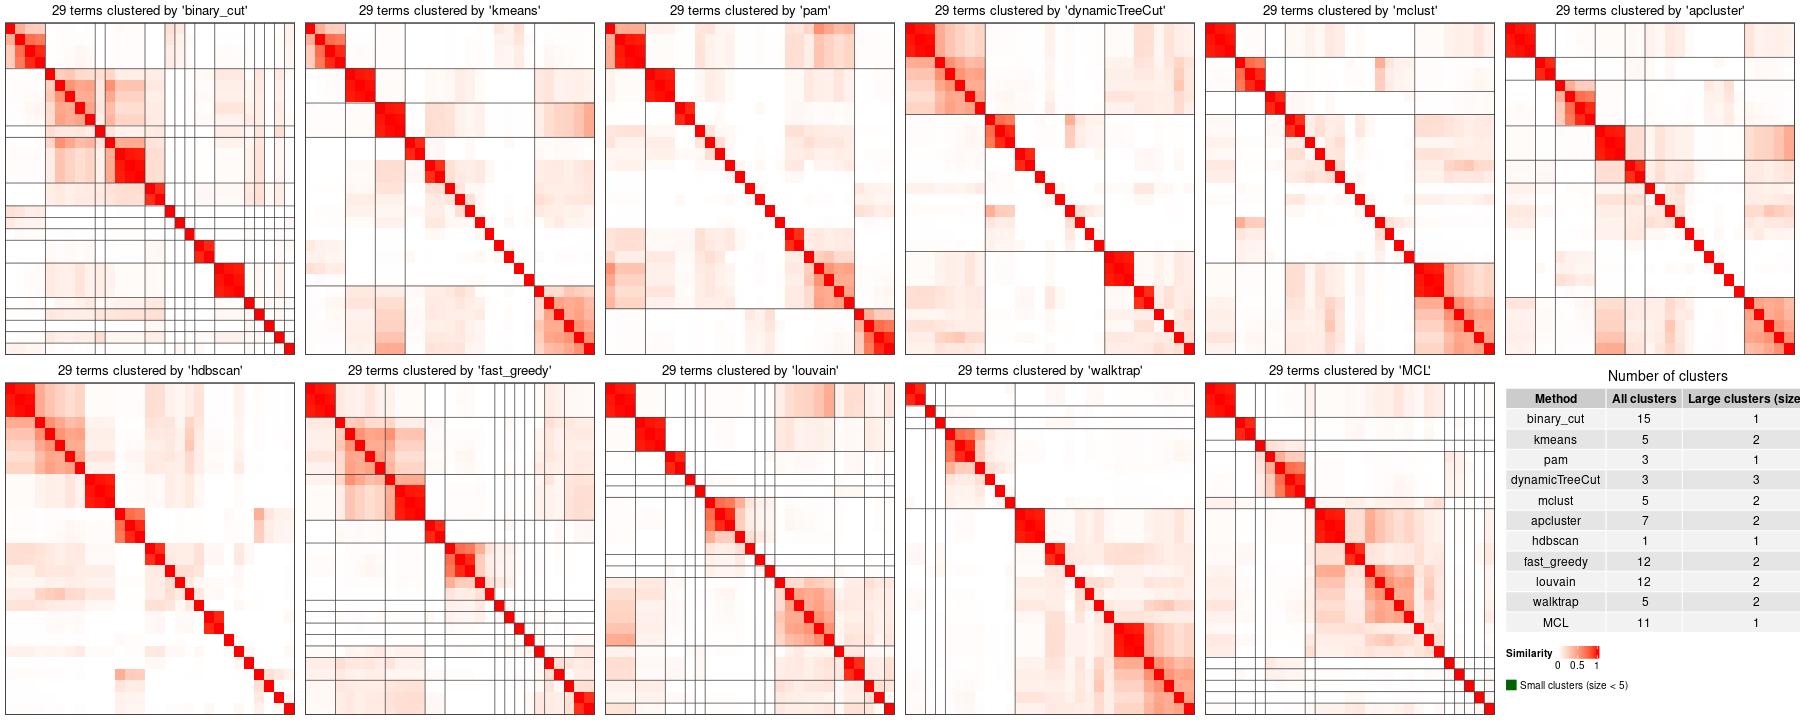 29 terms clustered by 'binary_cut'
29 terms clustered by 'kmeans'
29 terms clustered by 'pam'
29 terms clustered by 'dynamicTreeCut'
29 terms clustered by 'mclust'
29 terms clustered by 'apcluster'
29 terms clustered by 'hdbscan'
29 terms clustered by 'fast_greedy'
29 terms clustered by 'louvain'
29 terms clustered by 'walktrap'
29 terms clustered by 'MCL'
Number of clusters
Method All clusters Large clusters (size
binary_cut 15 1
kmeans 5 2
pam 3 1
dynamicTreeCut 3 3
mclust 5 2
apcluster 7 2
hdbscan 1 1
fast_greedy 12 2
louvain 12 2
walktrap 5 2
MCL 11 1
Similarity
0 0.5 1
Small clusters (size < 5)